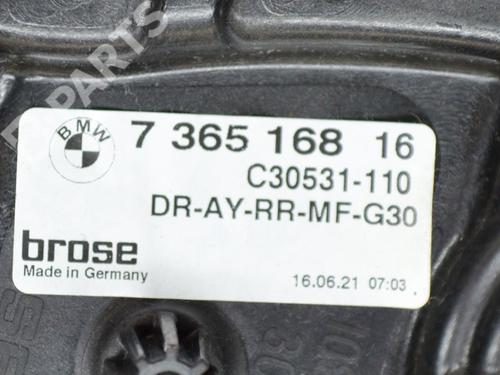 B PARTS
BMW
7 365 168 16
C30531-110
DR-AY-RR-MF-G30
brose
Made in Germany
16.06.21 07:03